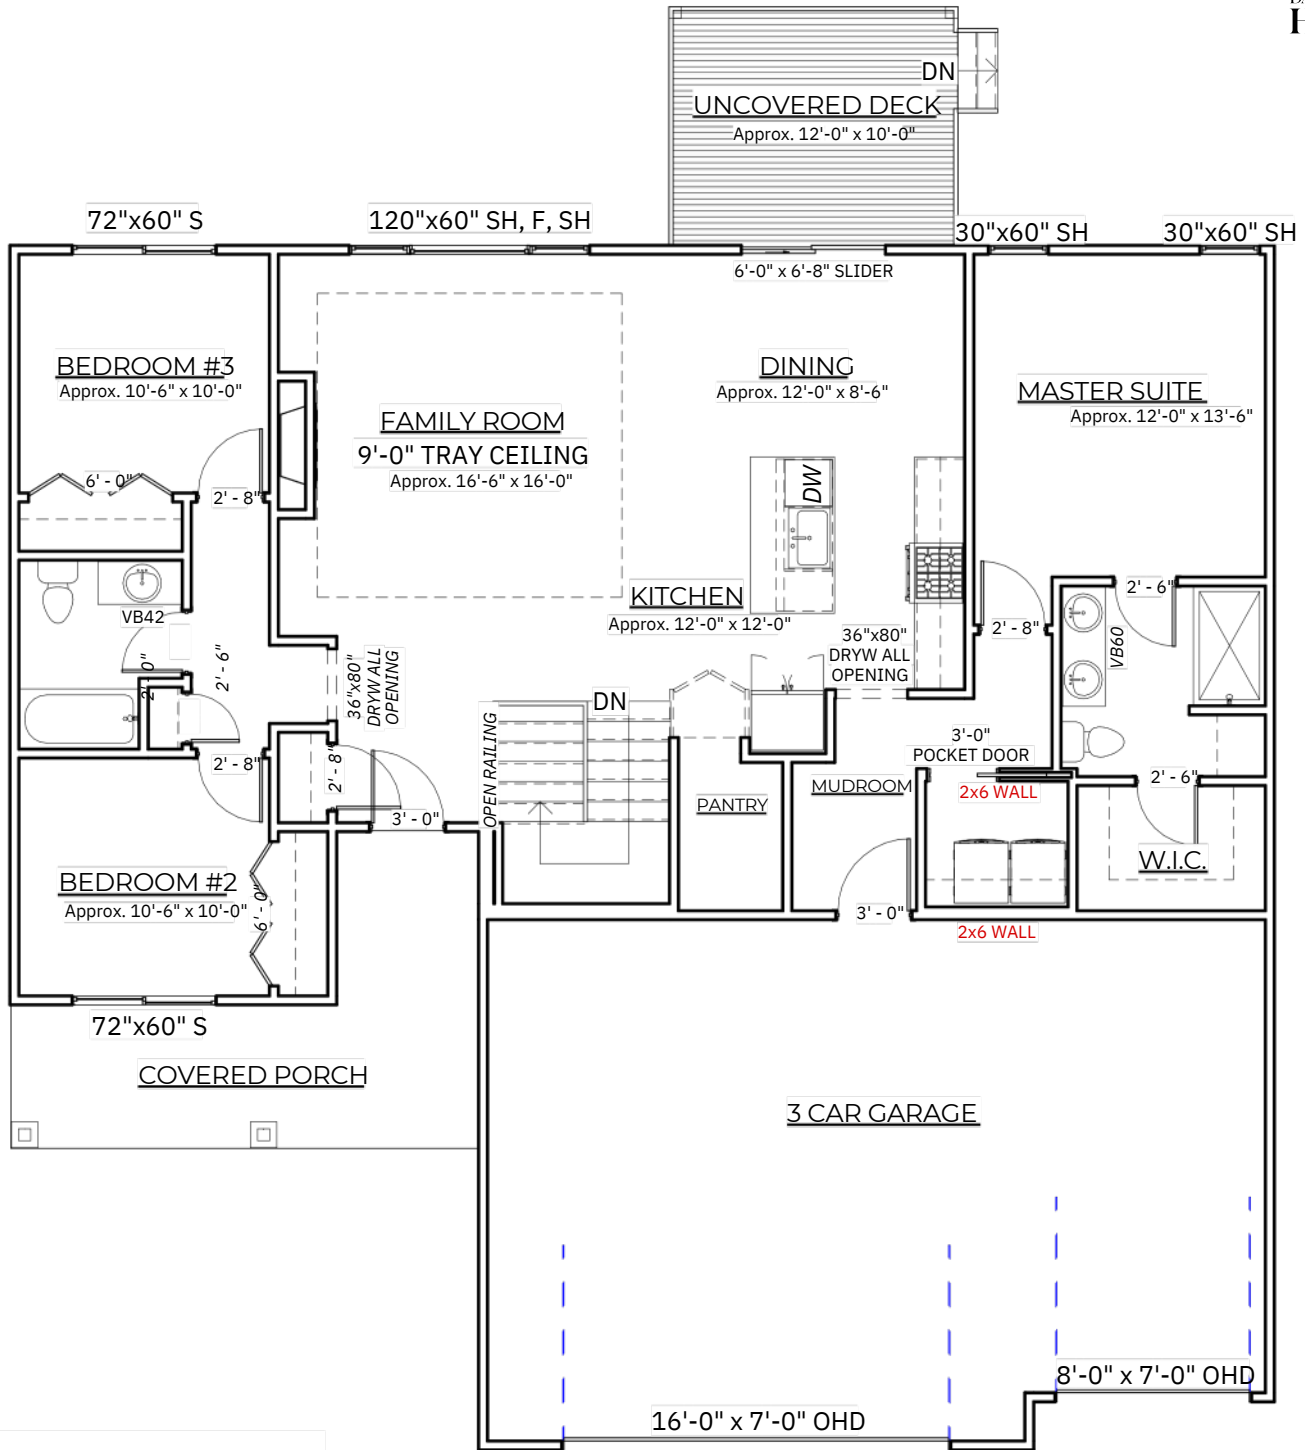 DN
UNCOVERED DECK
Approx. 12'-0" x 10'-0"
72"x60" S
120"x60" SH, F, SH
30"x60" SH
30"x60" SH
6'-0" x 6'-8" SLIDER
BEDROOM #3
Approx. 10'-6" x 10'-0"
DINING
Approx. 12'-0" x 8'-6"
MASTER SUITE
Approx. 12'-0" x 13'-6"
FAMILY ROOM
9'-0" TRAY CEILING
Approx. 16'-6" x 16'-0"
6' - 0"
2' - 8"
DW
KITCHEN
Approx. 12'-0" x 12'-0"
VB42
2' - 0"
2' - 6"
36"x80"
DRYW ALL
OPENING
36"x80"
DRYW ALL
OPENING
2' - 8"
2' - 6"
VB60
DN
OPEN RAILING
2' - 8"
2' - 8"
3' - 0"
PANTRY
MUDROOM
3'-0"
POCKET DOOR
2x6 WALL
2' - 6"
W.I.C.
BEDROOM #2
Approx. 10'-6" x 10'-0"
6' - 0"
3' - 0"
2x6 WALL
72"x60" S
COVERED PORCH
3 CAR GARAGE
8'-0" x 7'-0" OHD
16'-0" x 7'-0" OHD